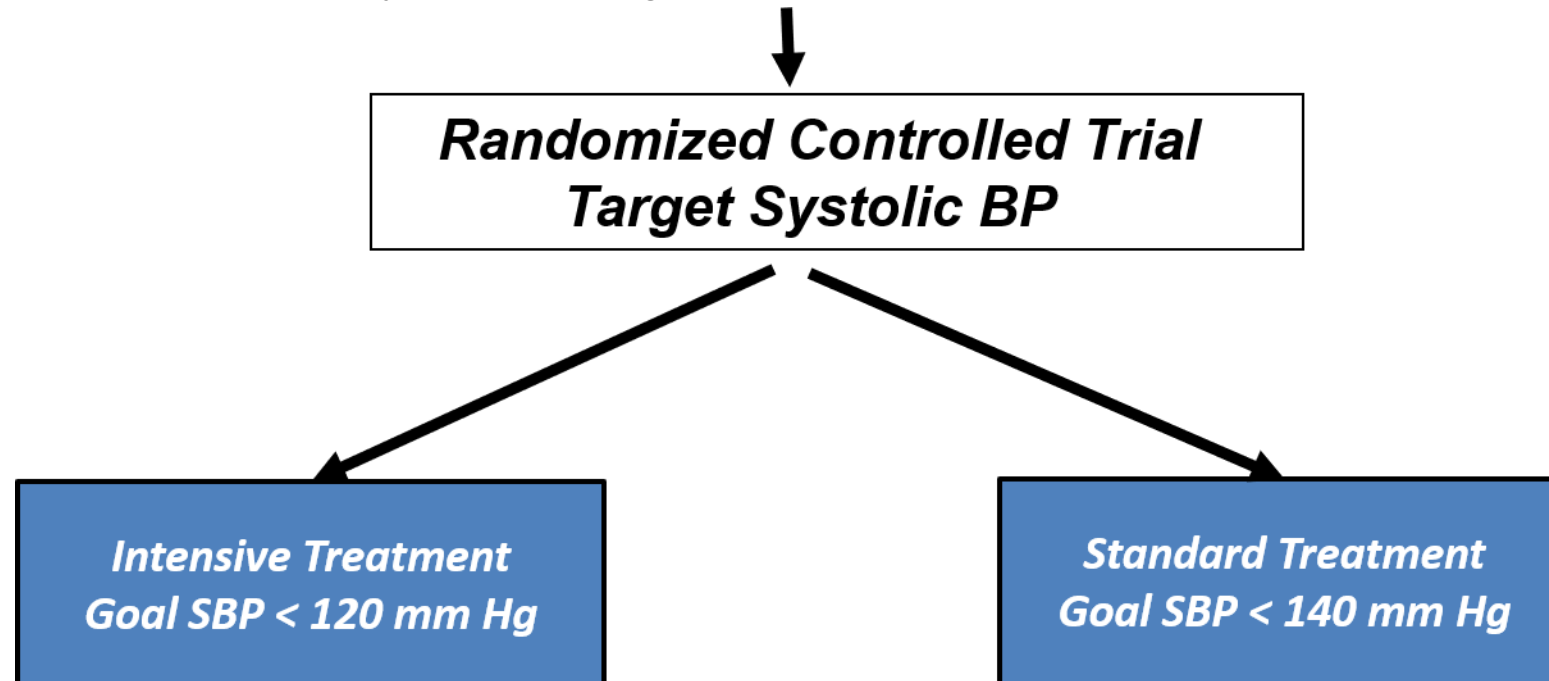 Randomized Controlled Trial
Target Systolic BP
Intensive Treatment
Goal SBP < 120 mm Hg
Standard Treatment
Goal SBP < 140 mm Hg